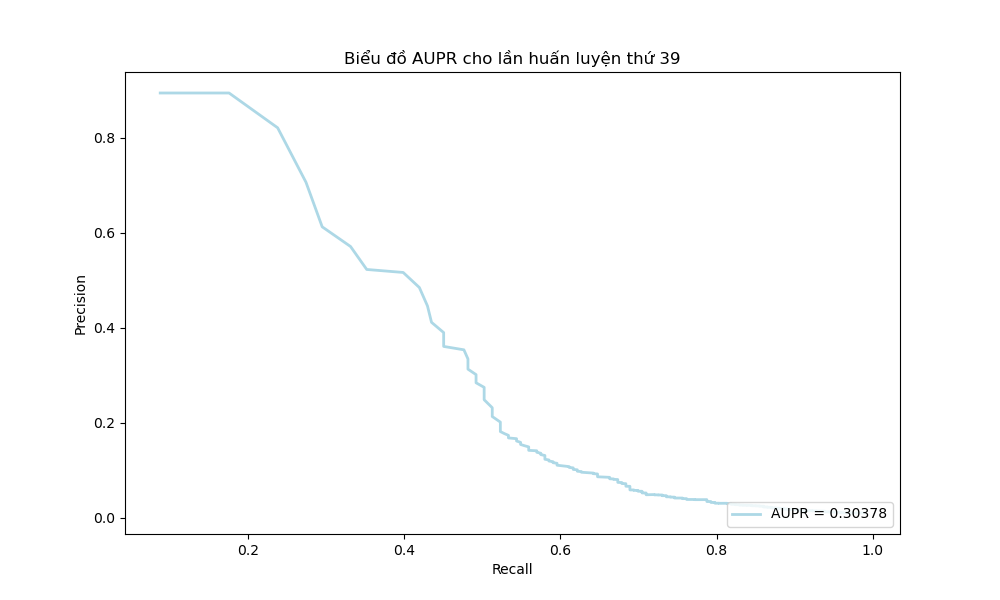 Biểu đồ AUPR cho lần huấn luyện thứ 39
Precision
0.8
0.6
0.4
0.2
0.0
0.2 0.4 0.6 0.8 1.0
Recall
AUPR = 0.30378